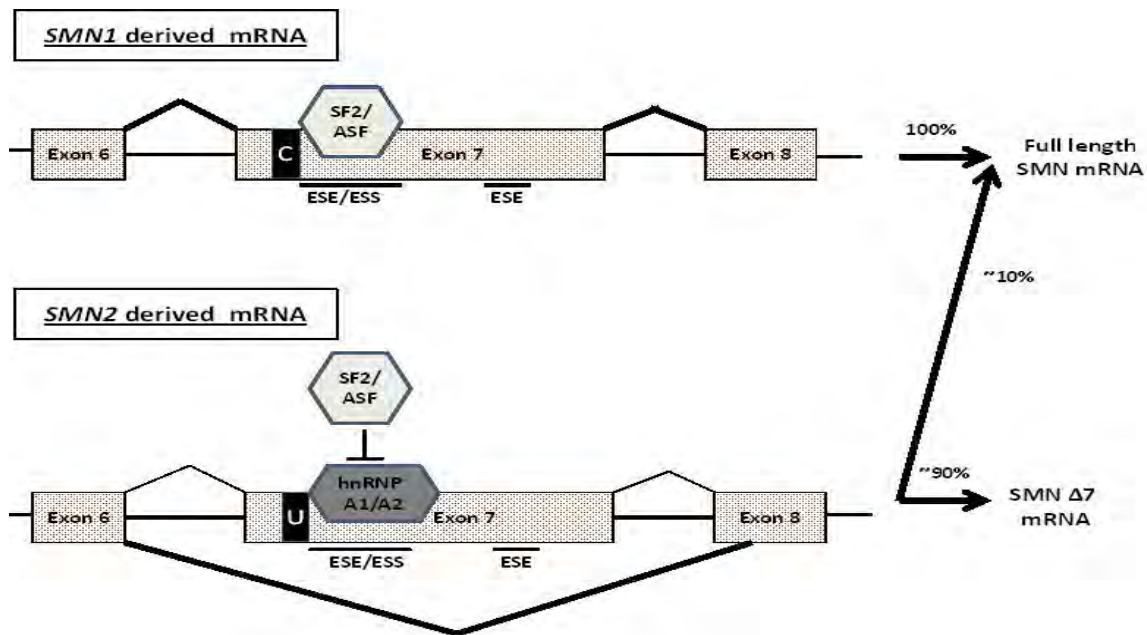 SMN1 derived mRNA
SF2/
ASF
Exon 6
C
Exon 7
Exon 8
ESE/ESS
ESE
100%
Full length
SMN mRNA
~10%
SMN2 derived mRNA
SF2/
ASF
hnRNP
A1/A2
Exon 6
U
Exon 7
Exon 8
ESE/ESS
ESE
~90%
SMN Δ7
mRNA